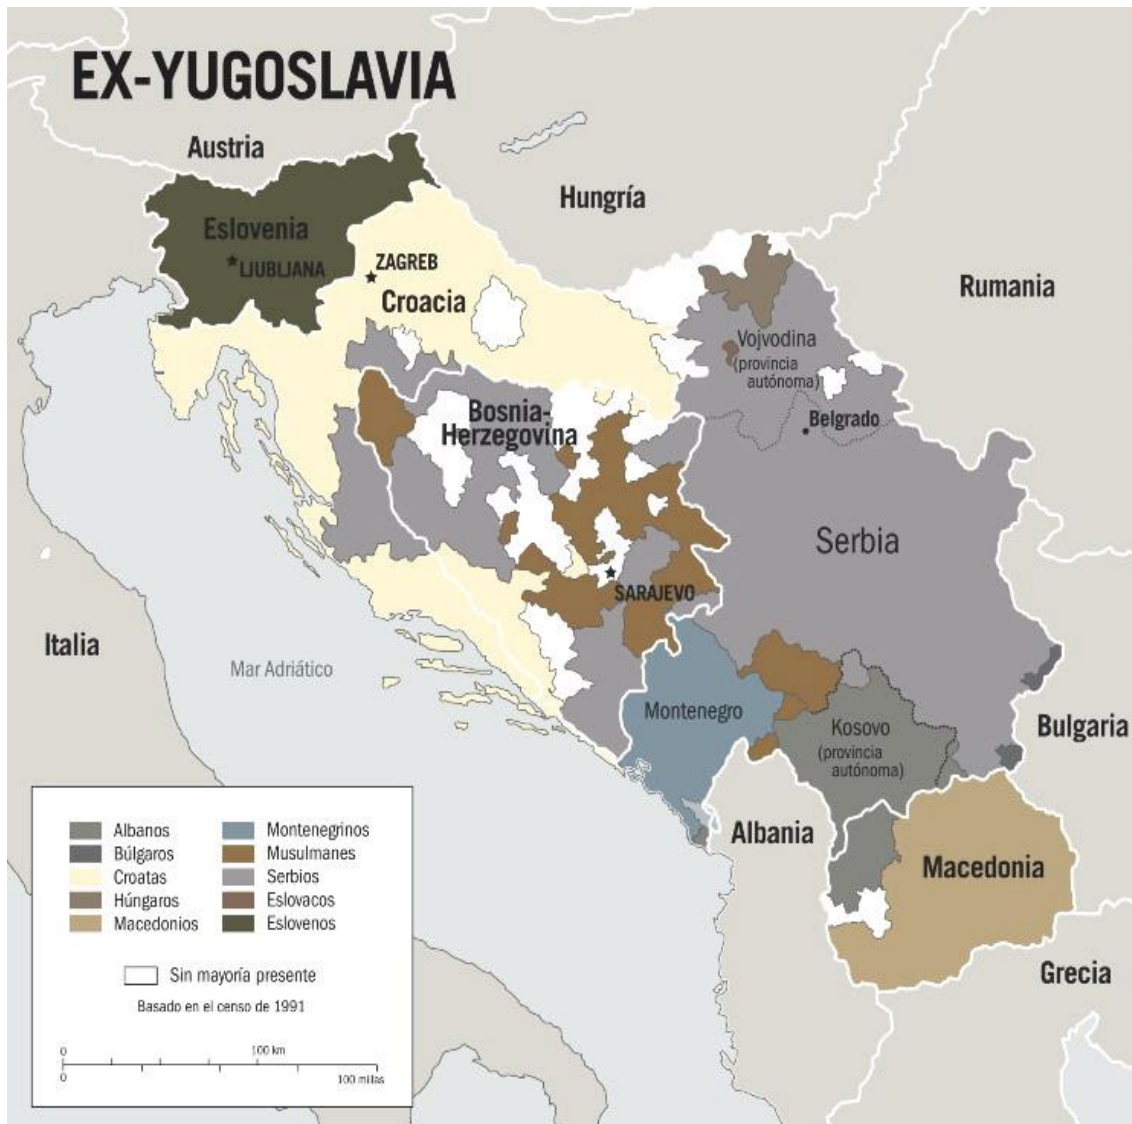 EX-YUGOSLAVIA
Austria
Hungría
Eslovenia
LJUBLJANA
ZAGREB
Croacia
Rumania
Vojvodina
(provincia
autónoma)
Bosnia-
Herzegovina
Belgrado
Serbia
SARAJEVO
Italia
Mar Adriático
Montenegro
Kosovo
(provincia
autónoma)
Bulgaria
Albania
Macedonia
Grecia
Albanos
Búlgaros
Croatas
Húngaros
Macedonios
Montenegrinos
Musulmanes
Serbios
Eslovacos
Eslovenos
Sin mayoría presente
Basado en el censo de 1991
0
100 km
0
100 millas